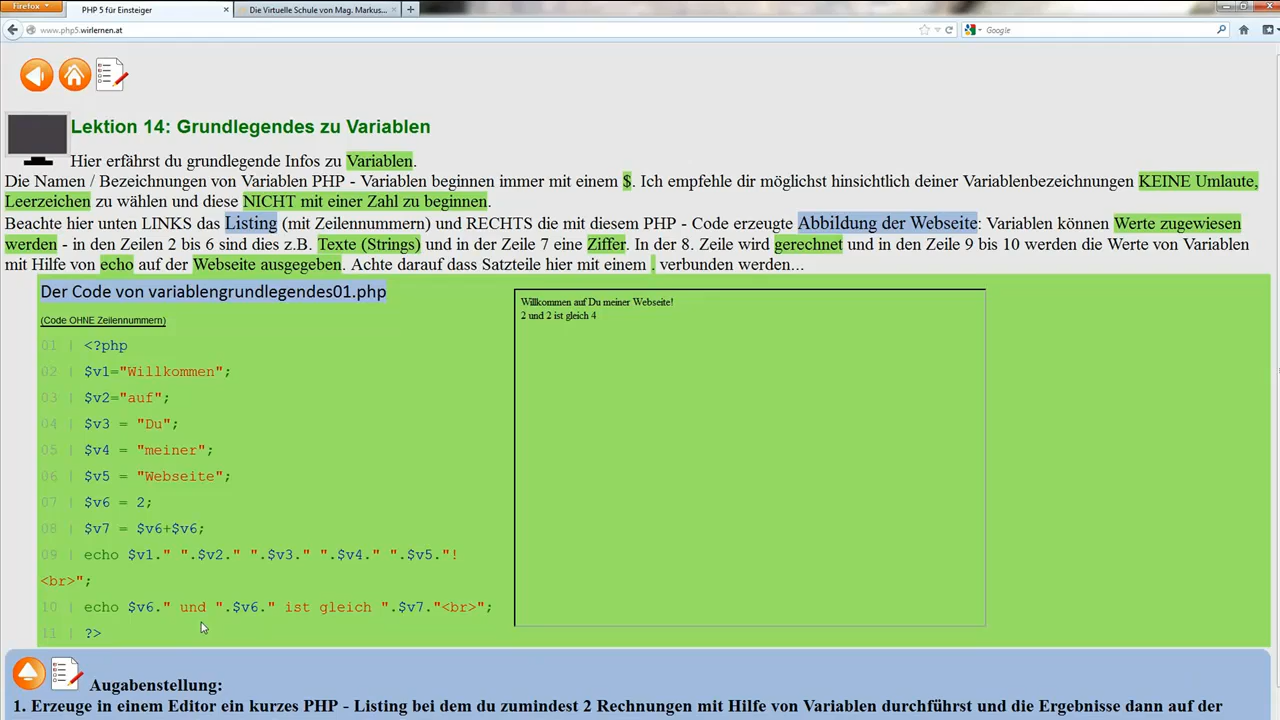 Firefox
PHP 5 für Einsteiger
Die Virtuelle Schule von Mag. Markus...
www.php5.wirlernen.at
Google
Lektion 14: Grundlegendes zu Variablen
Hier erfährst du grundlegende Infos zu Variablen.
Die Namen / Bezeichnungen von Variablen PHP - Variablen beginnen immer mit einem $. Ich empfehle dir möglichst hinsichtlich deiner Variablenbezeichnungen KEINE Umlaute,
Leerzeichen zu wählen und diese NICHT mit einer Zahl zu beginnen.
Beachte hier unten LINKS das Listing (mit Zeilennummern) und RECHTS die mit diesem PHP - Code erzeugte Abbildung der Webseite: Variablen können Werte zugewiesen
werden - in den Zeilen 2 bis 6 sind dies z.B. Texte (Strings) und in der Zeile 7 eine Ziffer. In der 8. Zeile wird gerechnet und in den Zeile 9 bis 10 werden die Werte von Variablen
mit Hilfe von echo auf der Webseite ausgegeben. Achte darauf dass Satzteile hier mit einem . verbunden werden...
Der Code von variablengrundlegendes01.php
(Code OHNE Zeilennummern)
01 | <?php
02 | $v1="Willkommen";
03 | $v2="auf";
04 | $v3 = "Du";
05 | $v4 = "meiner";
06 | $v5 = "Webseite";
07 | $v6 = 2;
08 | $v7 = $v6+$v6;
09 | echo $v1." ".$v2." ".$v3." ".$v4." ".$v5."!
<br>";
10 | echo $v6." und ".$v6." ist gleich ".$v7."<br>";
11 | ?>
Willkommen auf Du meiner Webseite!
2 und 2 ist gleich 4
Augabenstellung:
1. Erzeuge in einem Editor ein kurzes PHP - Listing bei dem du zumindest 2 Rechnungen mit Hilfe von Variablen durchführst und die Ergebnisse dann auf der